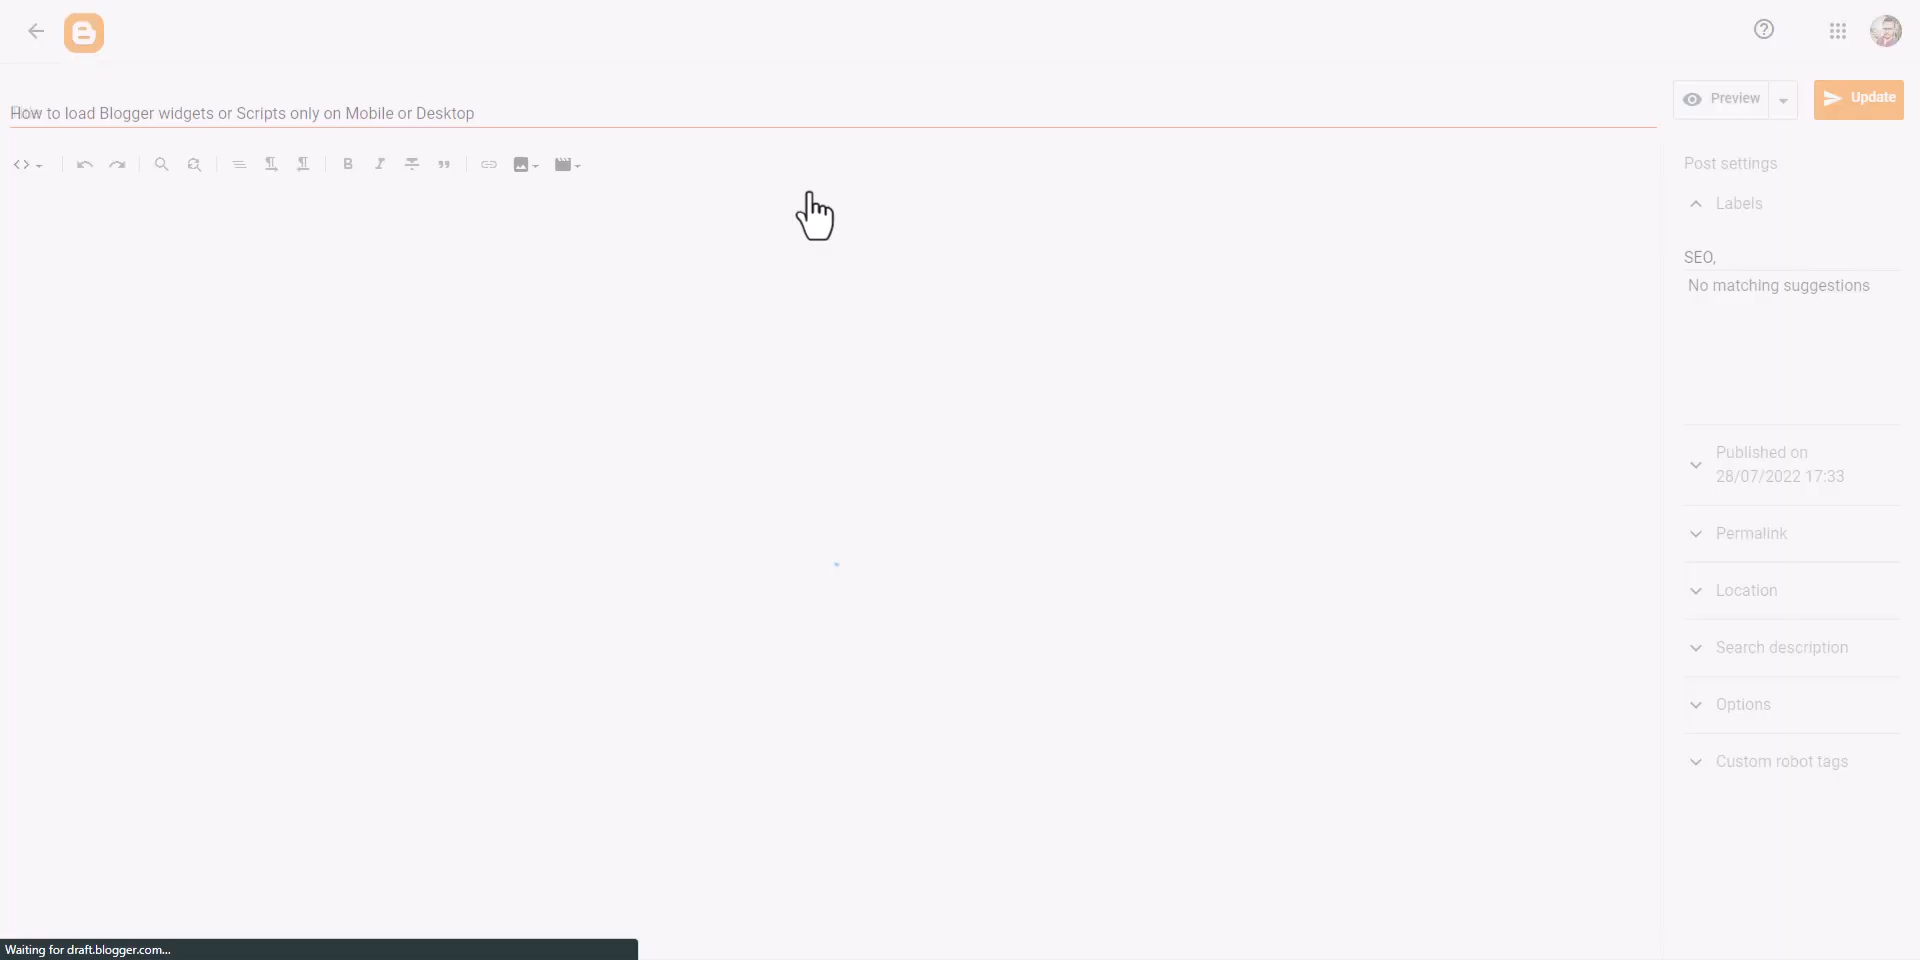 How to load Blogger widgets or Scripts only on Mobile or Desktop
Preview
Update
Post settings
Labels
SEO,
No matching suggestions
Published on
28/07/2022 17:33
Permalink
Location
Search description
Options
Custom robot tags
Waiting for draft.blogger.com...